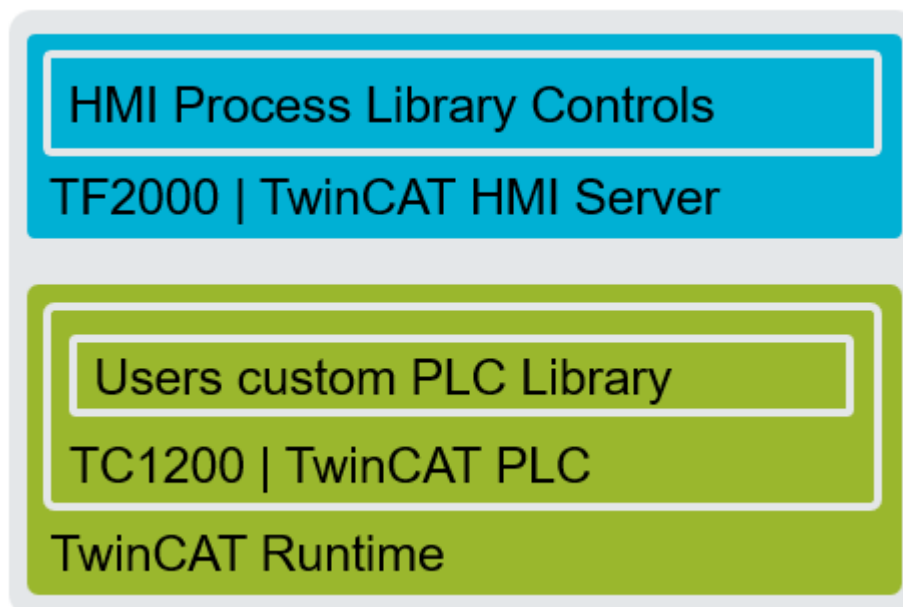 HMI Process Library Controls
TF2000 | TwinCAT HMI Server
Users custom PLC Library
TC1200 | TwinCAT PLC
TwinCAT Runtime